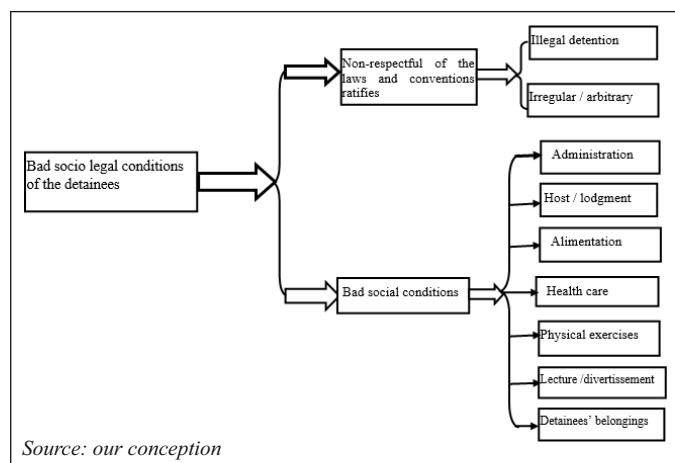 Illegal detention
Non-respectful of the
laws and conventions
ratifies
Irregular / arbitrary
Bad socio legal conditions
of the detainees
Administration
Host / lodgment
Alimentation
Bad social conditions
Health care
Physical exercises
Lecture /divertissement
Detainees’ belongings
Source: our conception